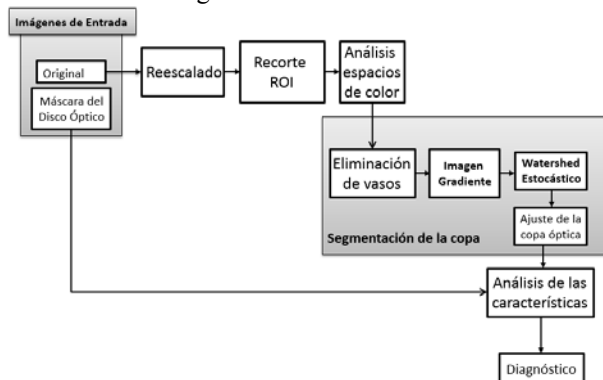 Imágenes de Entrada
Original
Máscara del
Disco Óptico
Reescalado
Recorte
ROI
Análisis
espacios
de color
Eliminación
de vasos
Imagen
Gradiente
Watershed
Estocástico
Ajuste de la
copa óptica
Segmentación de la copa
Análisis de las
características
Diagnóstico